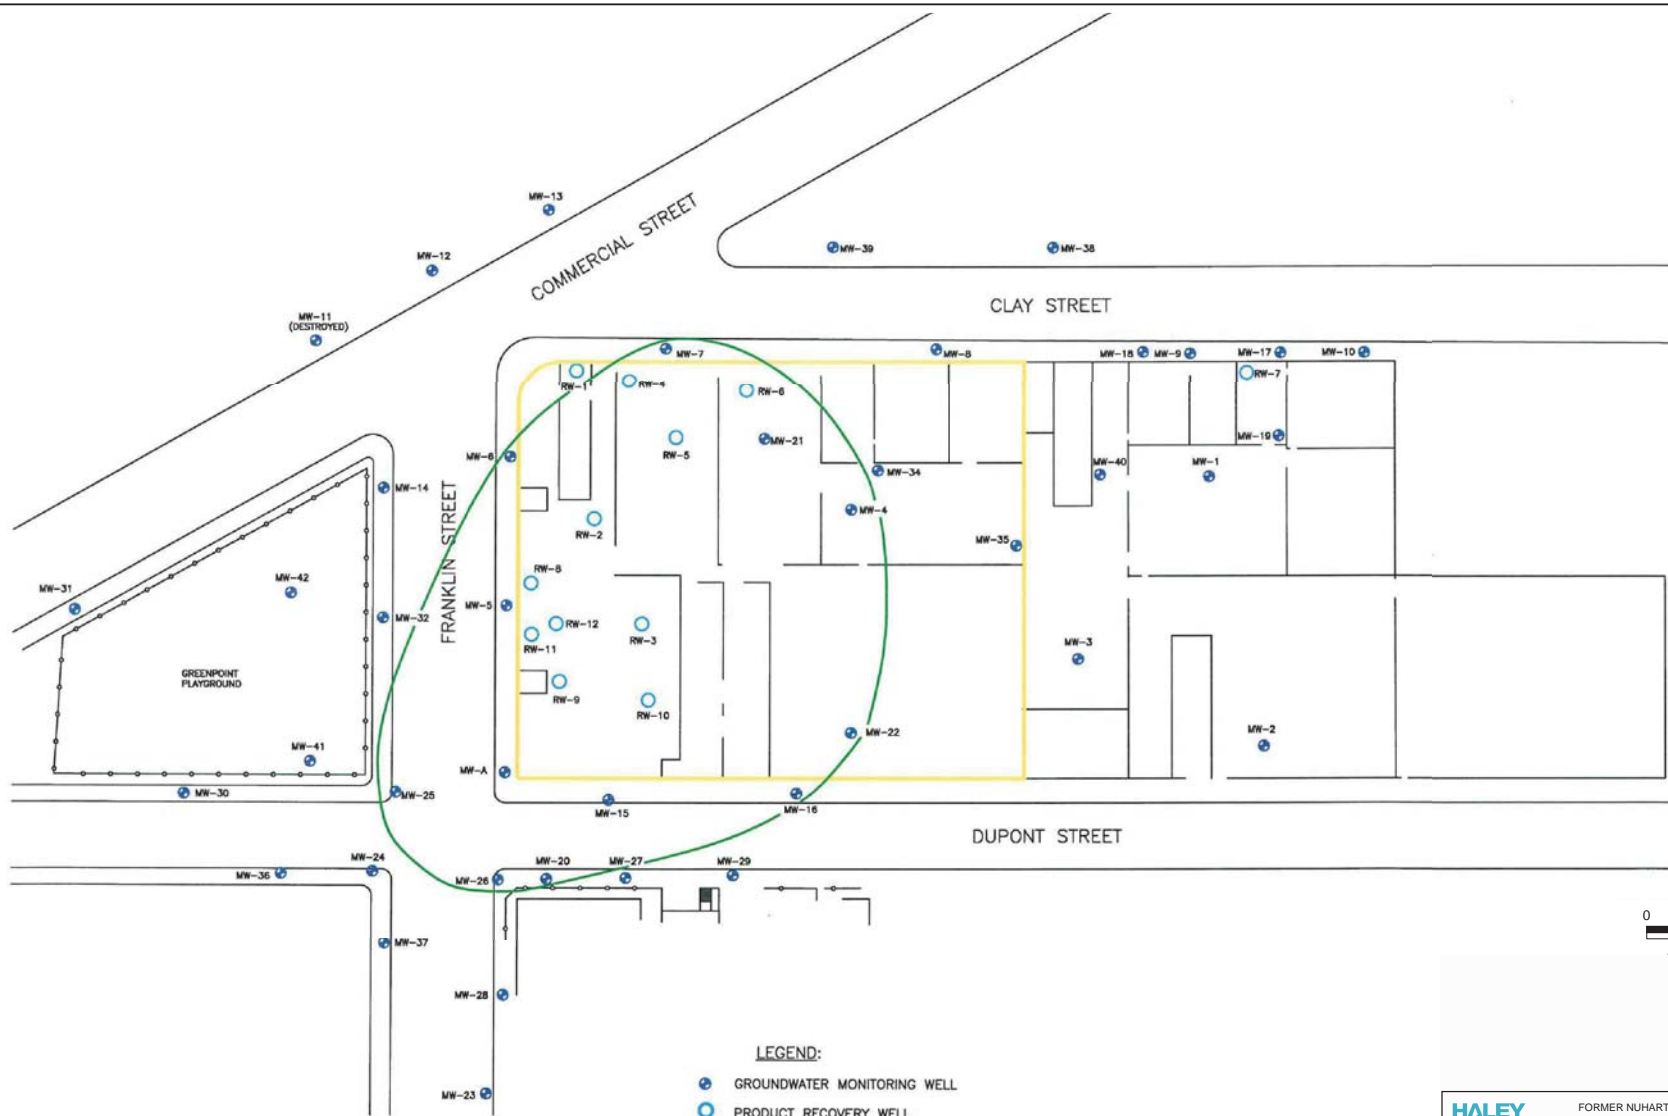 MW-13
COMMERCIAL STREET
MW-12
MW-39
MW-38
MW-11
(DESTROYED)
CLAY STREET
MW-7
MW-8
MW-18
MW-9
MW-17
MW-10
RW-1
RW-4
RW-6
RW-7
MW-6
RW-5
MW-21
MW-34
MW-40
MW-1
MW-19
MW-14
FRANKLIN STREET
RW-2
MW-4
MW-35
MW-31
MW-42
RW-8
MW-5
MW-32
RW-12
RW-11
RW-3
MW-3
GREENPOINT
PLAYGROUND
RW-9
RW-10
MW-22
MW-2
MW-41
MW-A
MW-30
MW-25
MW-15
MW-16
DUPONT STREET
MW-36
MW-24
MW-26
MW-20
MW-27
MW-29
0
MW-37
MW-28
MW-23
LEGEND:
GROUNDWATER MONITORING WELL
PRODUCT RECOVERY WELL
HALEY
FORMER NUHART